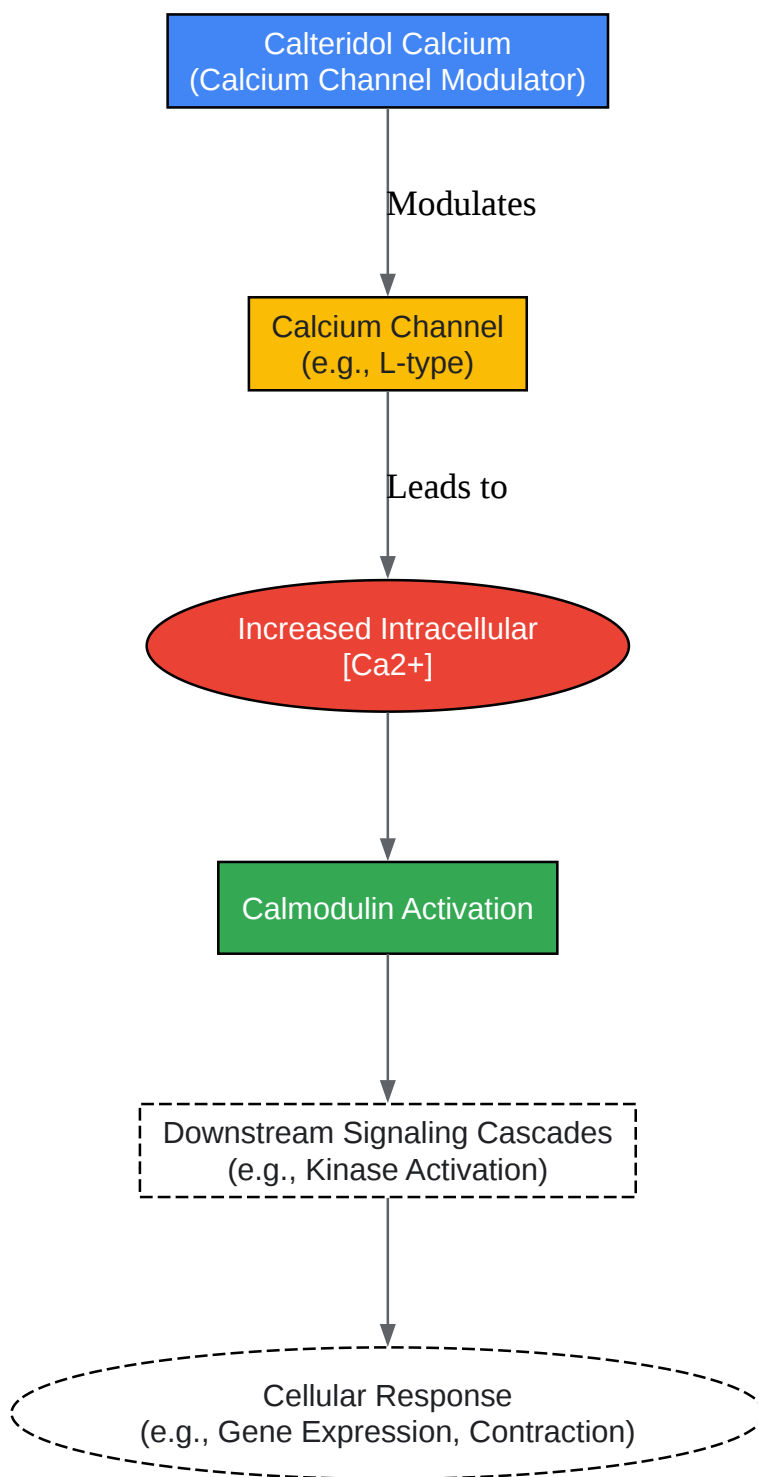 Calteridol Calcium
(Calcium Channel Modulator)
Modulates
Calcium Channel
(e.g., L-type)
Leads to
Increased Intracellular
[Ca2+]
Calmodulin Activation
Downstream Signaling Cascades
(e.g., Kinase Activation)
Cellular Response
(e.g., Gene Expression, Contraction)